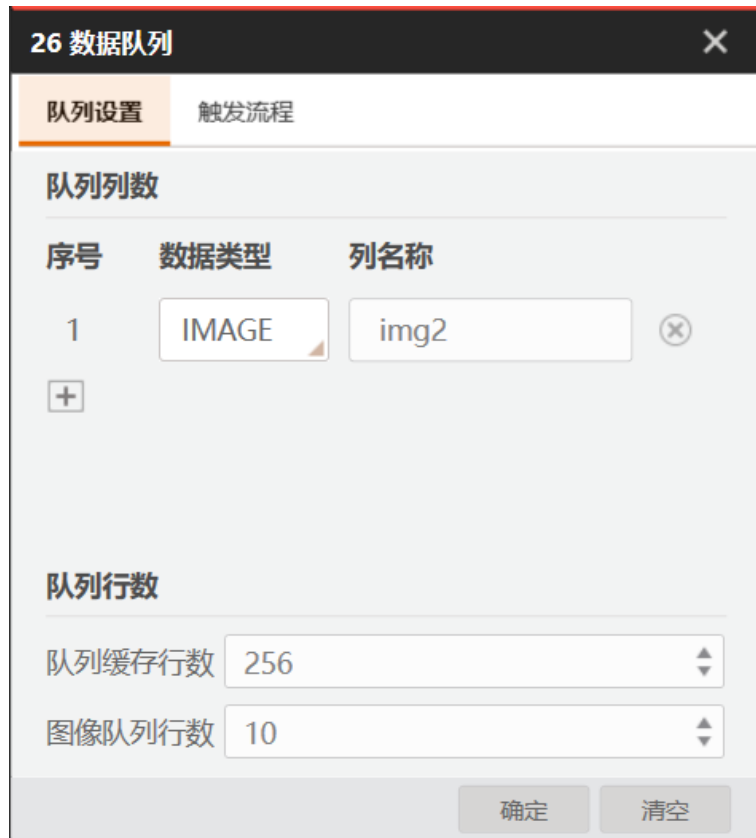 26 数据队列
队列设置 触发流程
队列列数
序号 数据类型 列名称
1 IMAGE img2
队列行数
队列缓存行数 256
图像队列行数 10
确定 清空